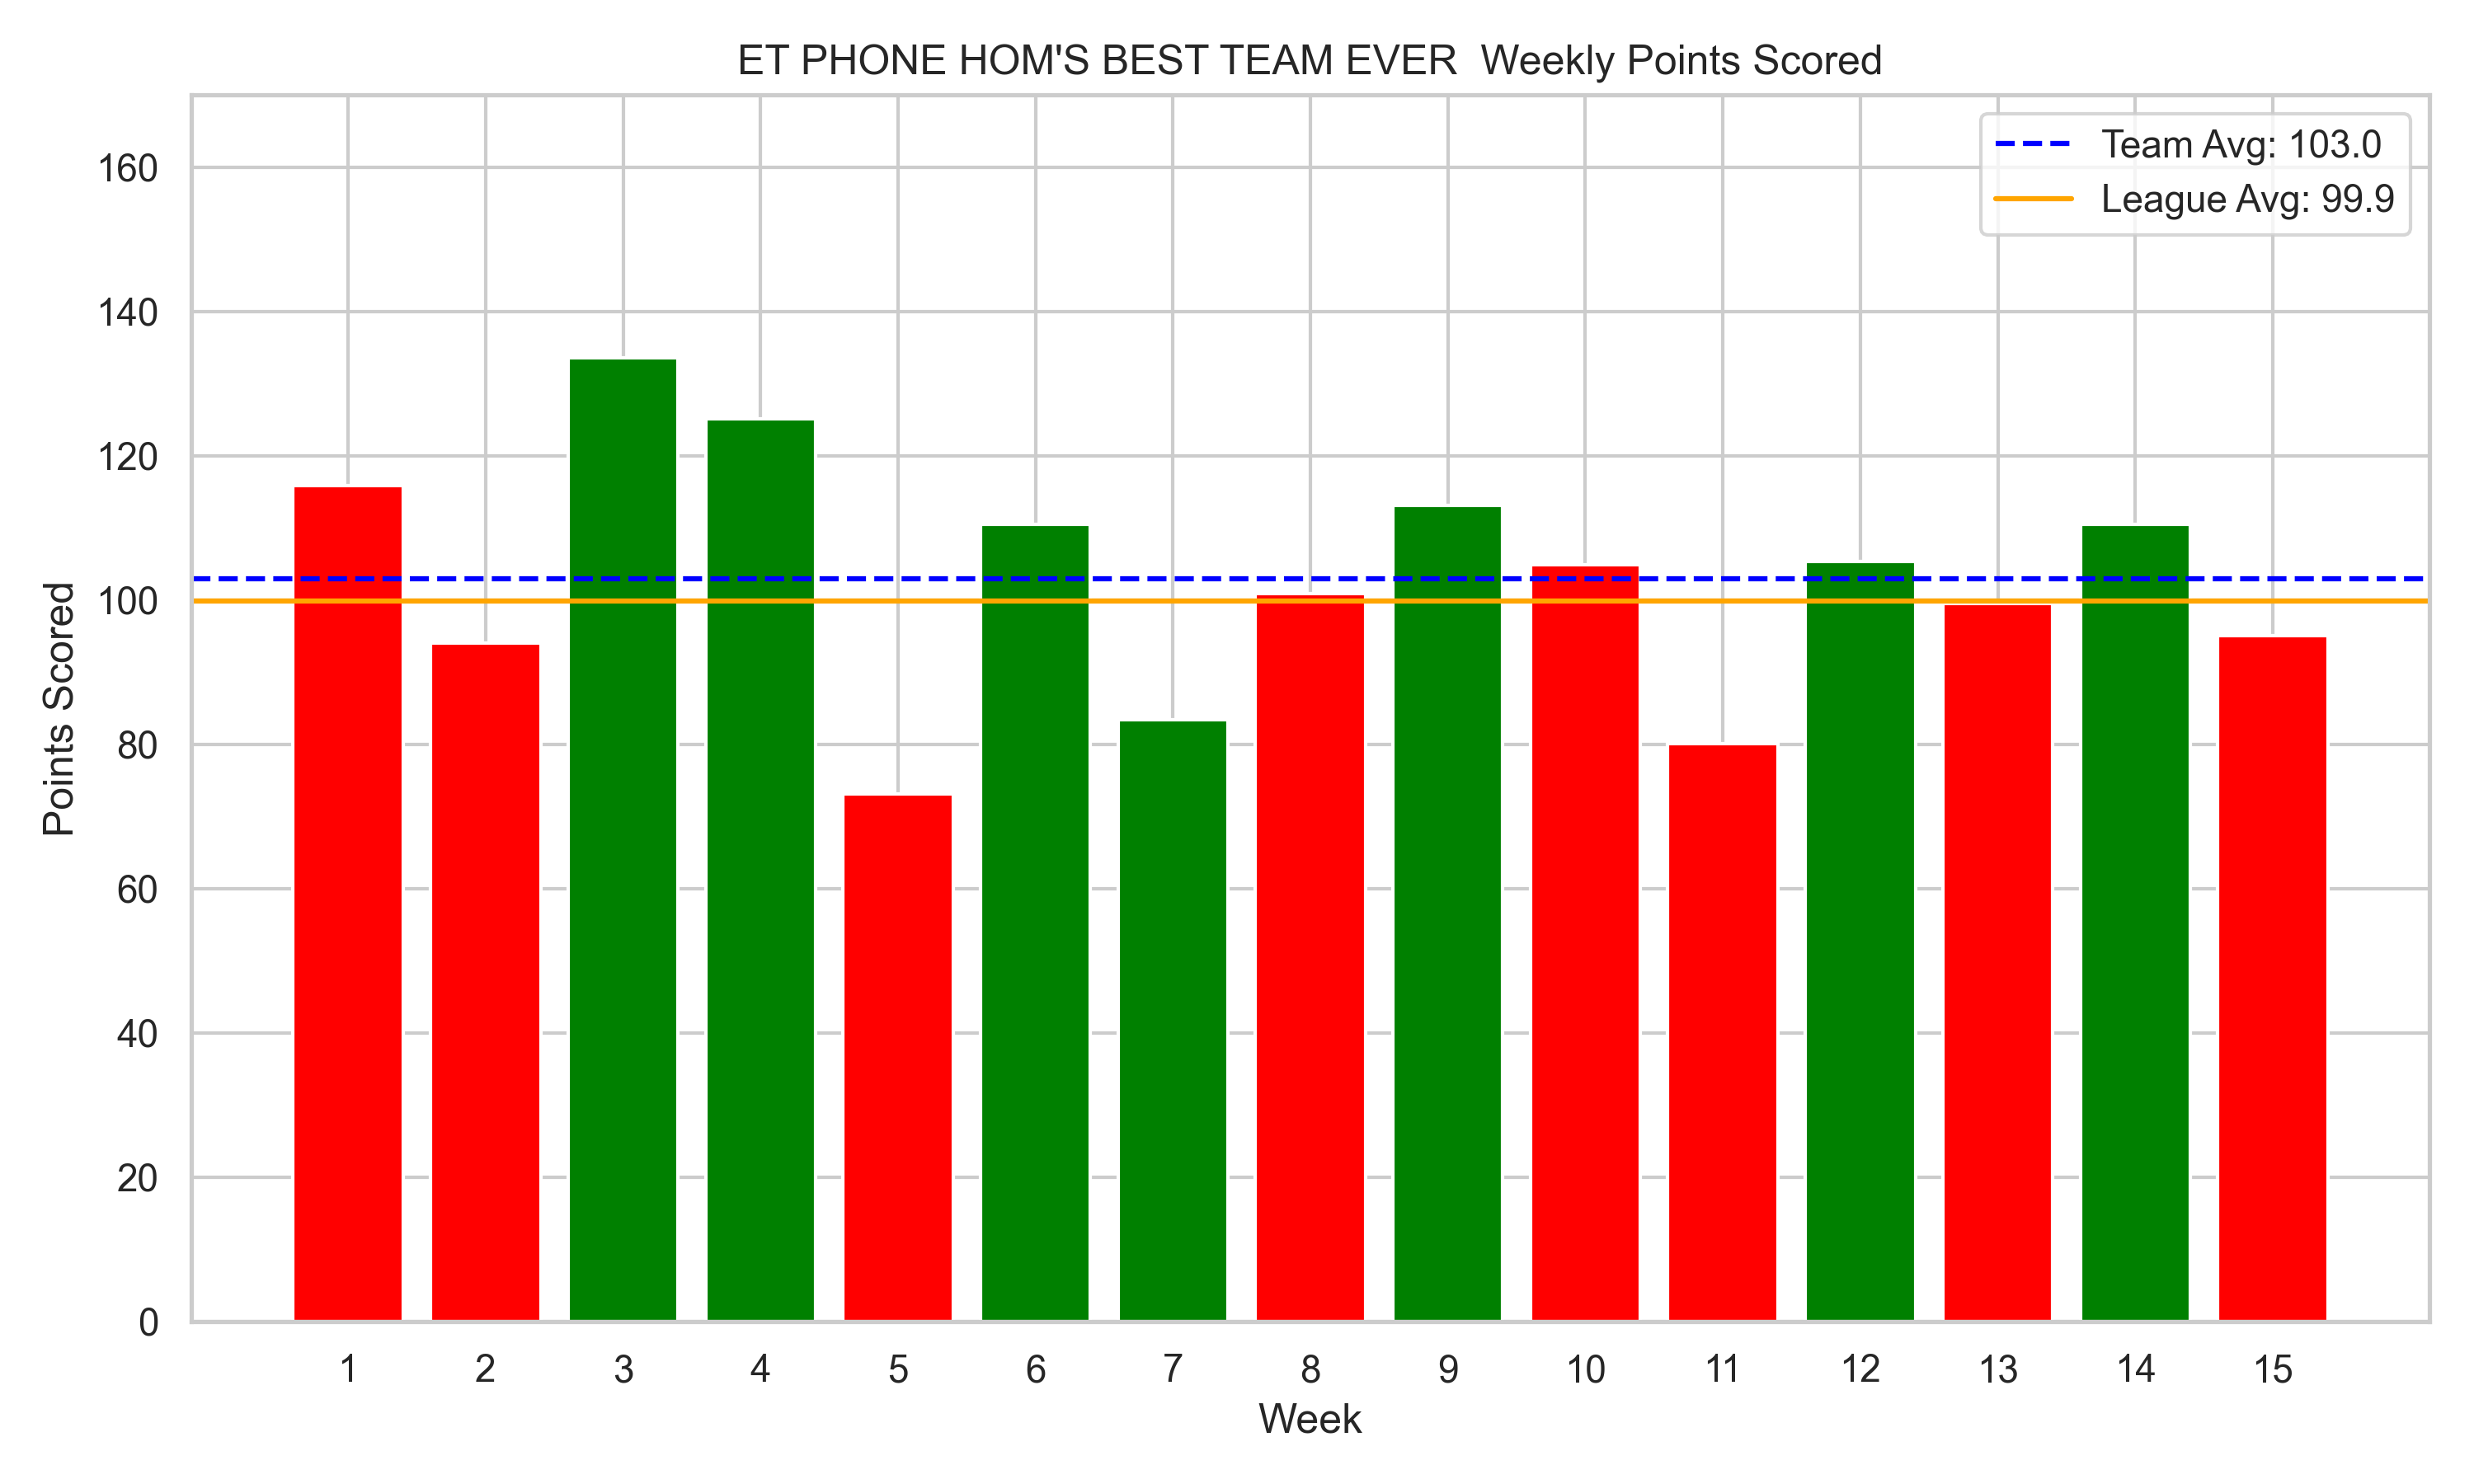 ET PHONE HOM'S BEST TEAM EVER  Weekly Points Scored
Team Avg: 103.0
League Avg: 99.9
Points Scored
160
140
120
100
80
60
40
20
0
1 2 3 4 5 6 7 8 9 10 11 12 13 14 15
Week